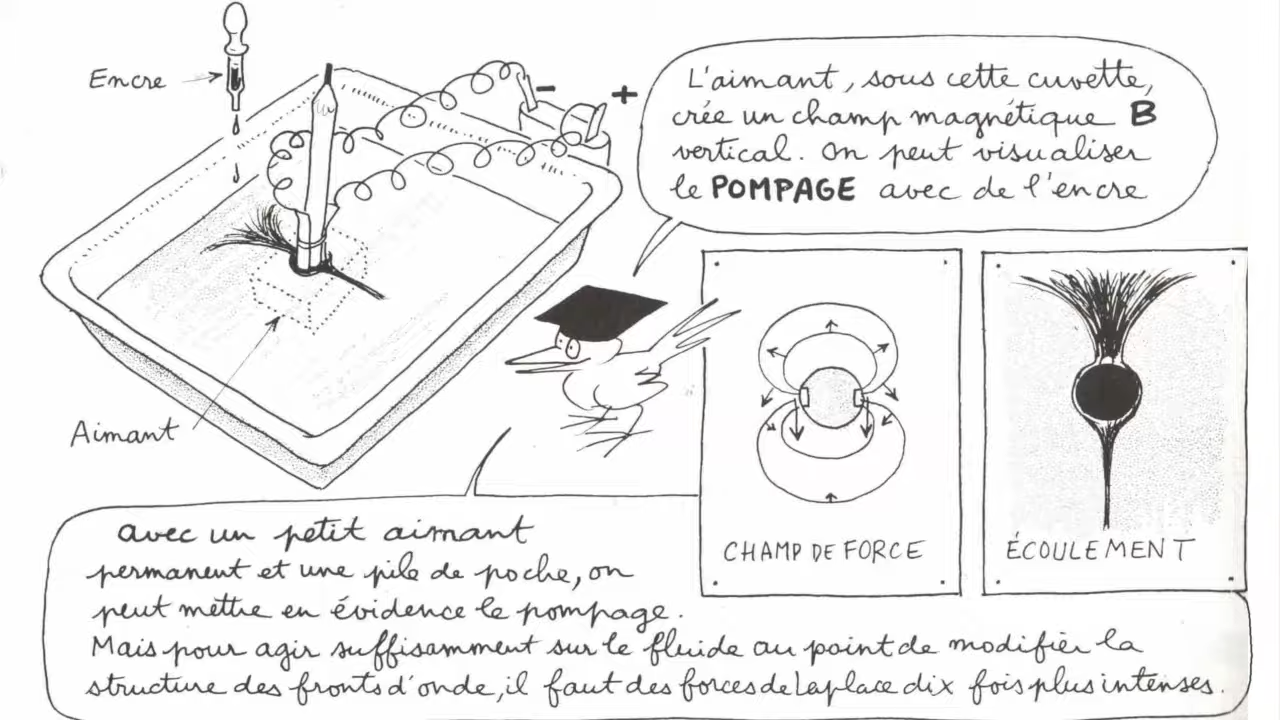 Encre
- +
L'aimant, sous cette cuvette,
crée un champ magnétique B
vertical. On peut visualiser
le POMPAGE avec de l'encre
Aimant
CHAMP DE FORCE
ÉCOULEMENT
avec un petit aimant
permanent et une pile de poche, on
peut mettre en évidence le pompage.
Mais pour agir suffisamment sur le fluide au point de modifier la
structure des fronts d'onde, il faut des forces de Laplace dix fois plus intenses.